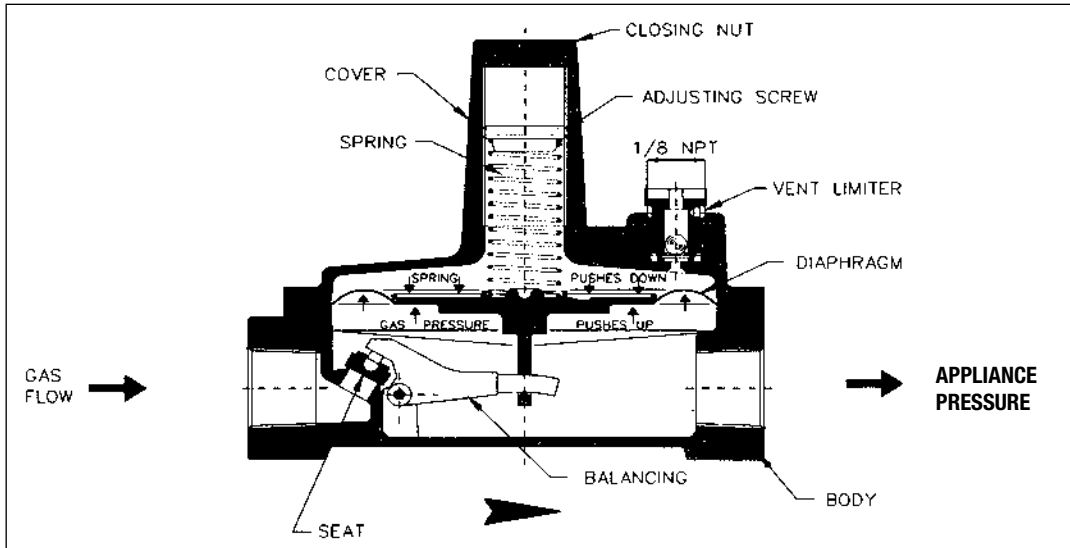 CLOSING NUT
COVER
ADJUSTING SCREW
SPRING
1/8 NPT
VENT LIMITER
DIAPHRAGM
SPRING PUSHES DOWN
GAS PRESSURE PUSHES UP
GAS
FLOW
APPLIANCE
PRESSURE
BALANCING
BODY
SEAT